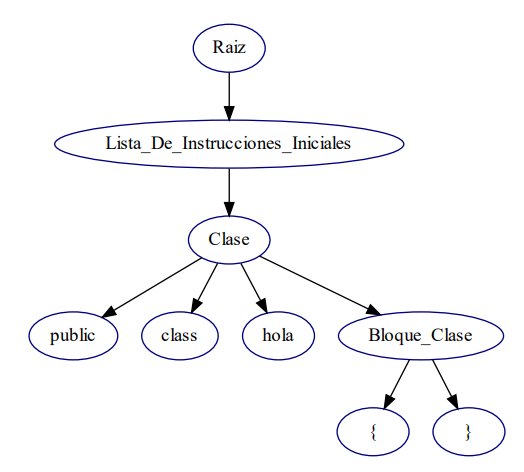 Raiz
Lista_De_Instrucciones_Iniciales
Clase
public class hola Bloque_Clase
{ }